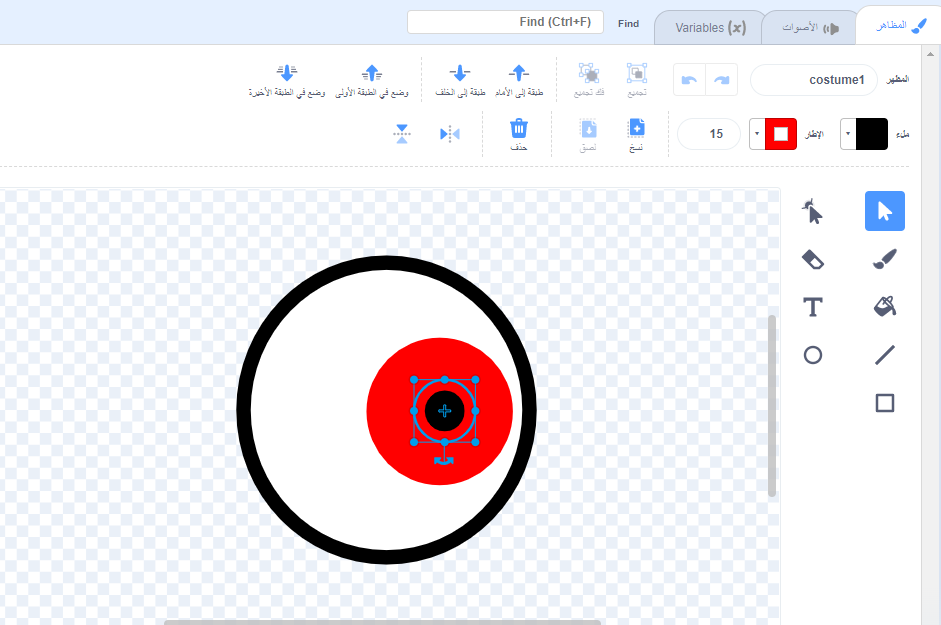 المظاهر
الأصوات
Variables
Find
Find (Ctrl+F)
المظهر
costume1
تجميع
فك تجميع
طبقة إلى الأمام
طبقة إلى الخلف
وضع في الطبقة الأولى
وضع في الطبقة الأخيرة
ملء
الإطار
15
نسخ
لصق
حذف